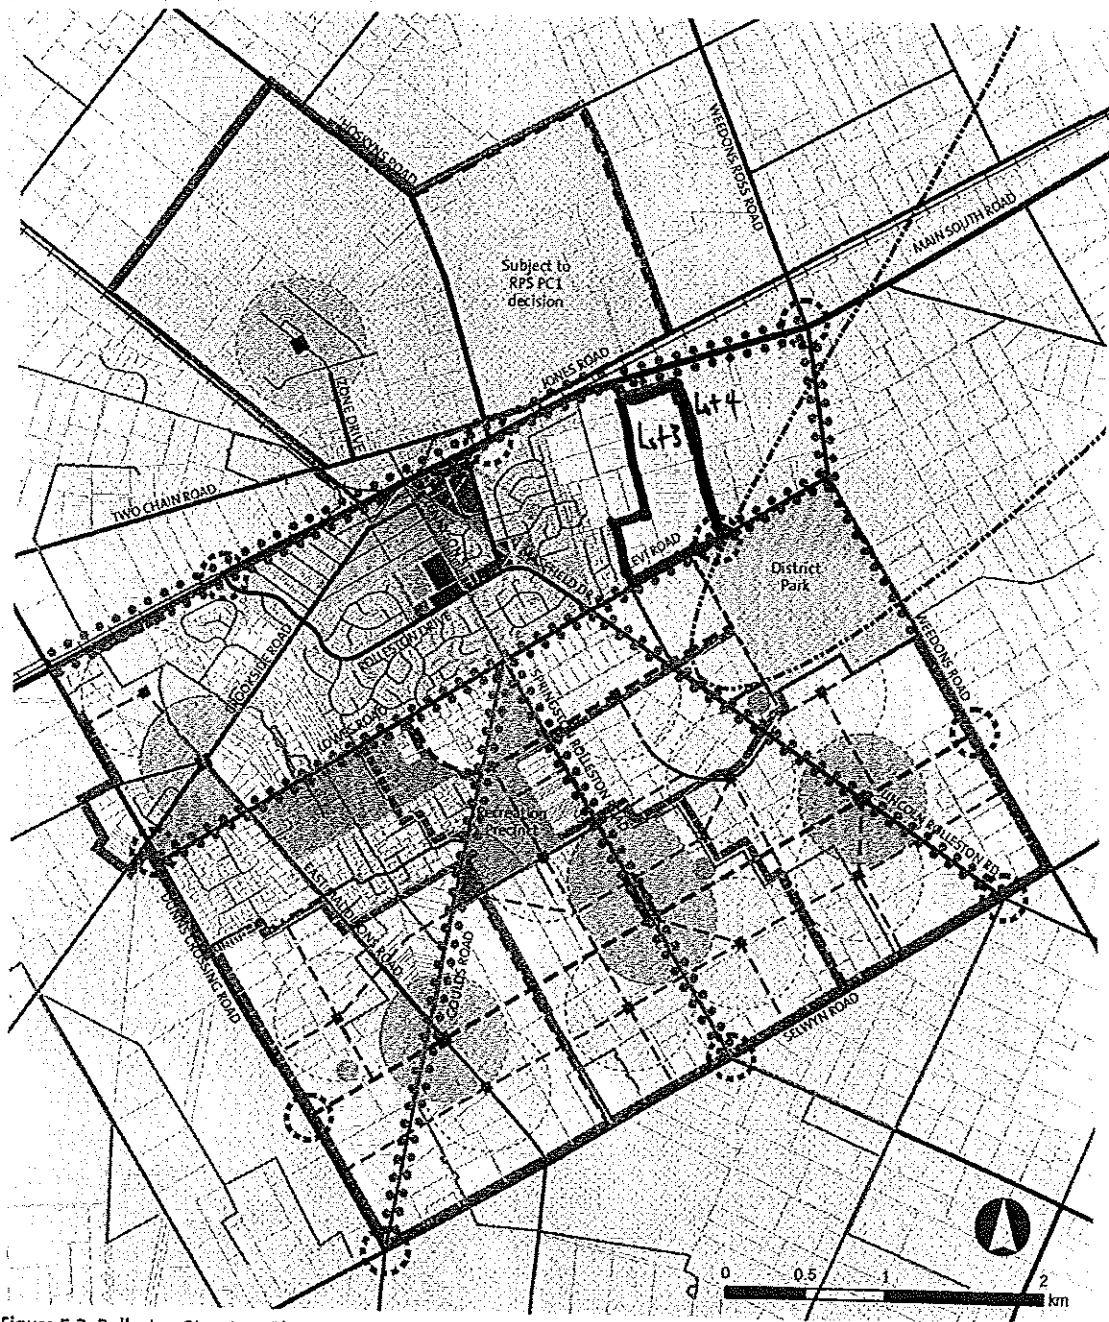 HOSKYNS ROAD
WEEDONS ROSS ROAD
MAIN SOUTH ROAD
Subject to
RPS PC1
decision
JONES ROAD
IZONE DRIVE
Lot 4
Lot 3
TWO CHAIN ROAD
LEVI ROAD
District
Park
ROLLESTON DRIVE
BROOKSIDE ROAD
WEEDONS ROAD
LOWES ROAD
SPRINGSTON
ROLLESTON
Recreation
Precinct
LINCOLN ROLLESTON RD
EAST MADDISONS ROAD
DUNNS CROSSING ROAD
GOULDS ROAD
SELWYN ROAD
0 0.5 1 2
km